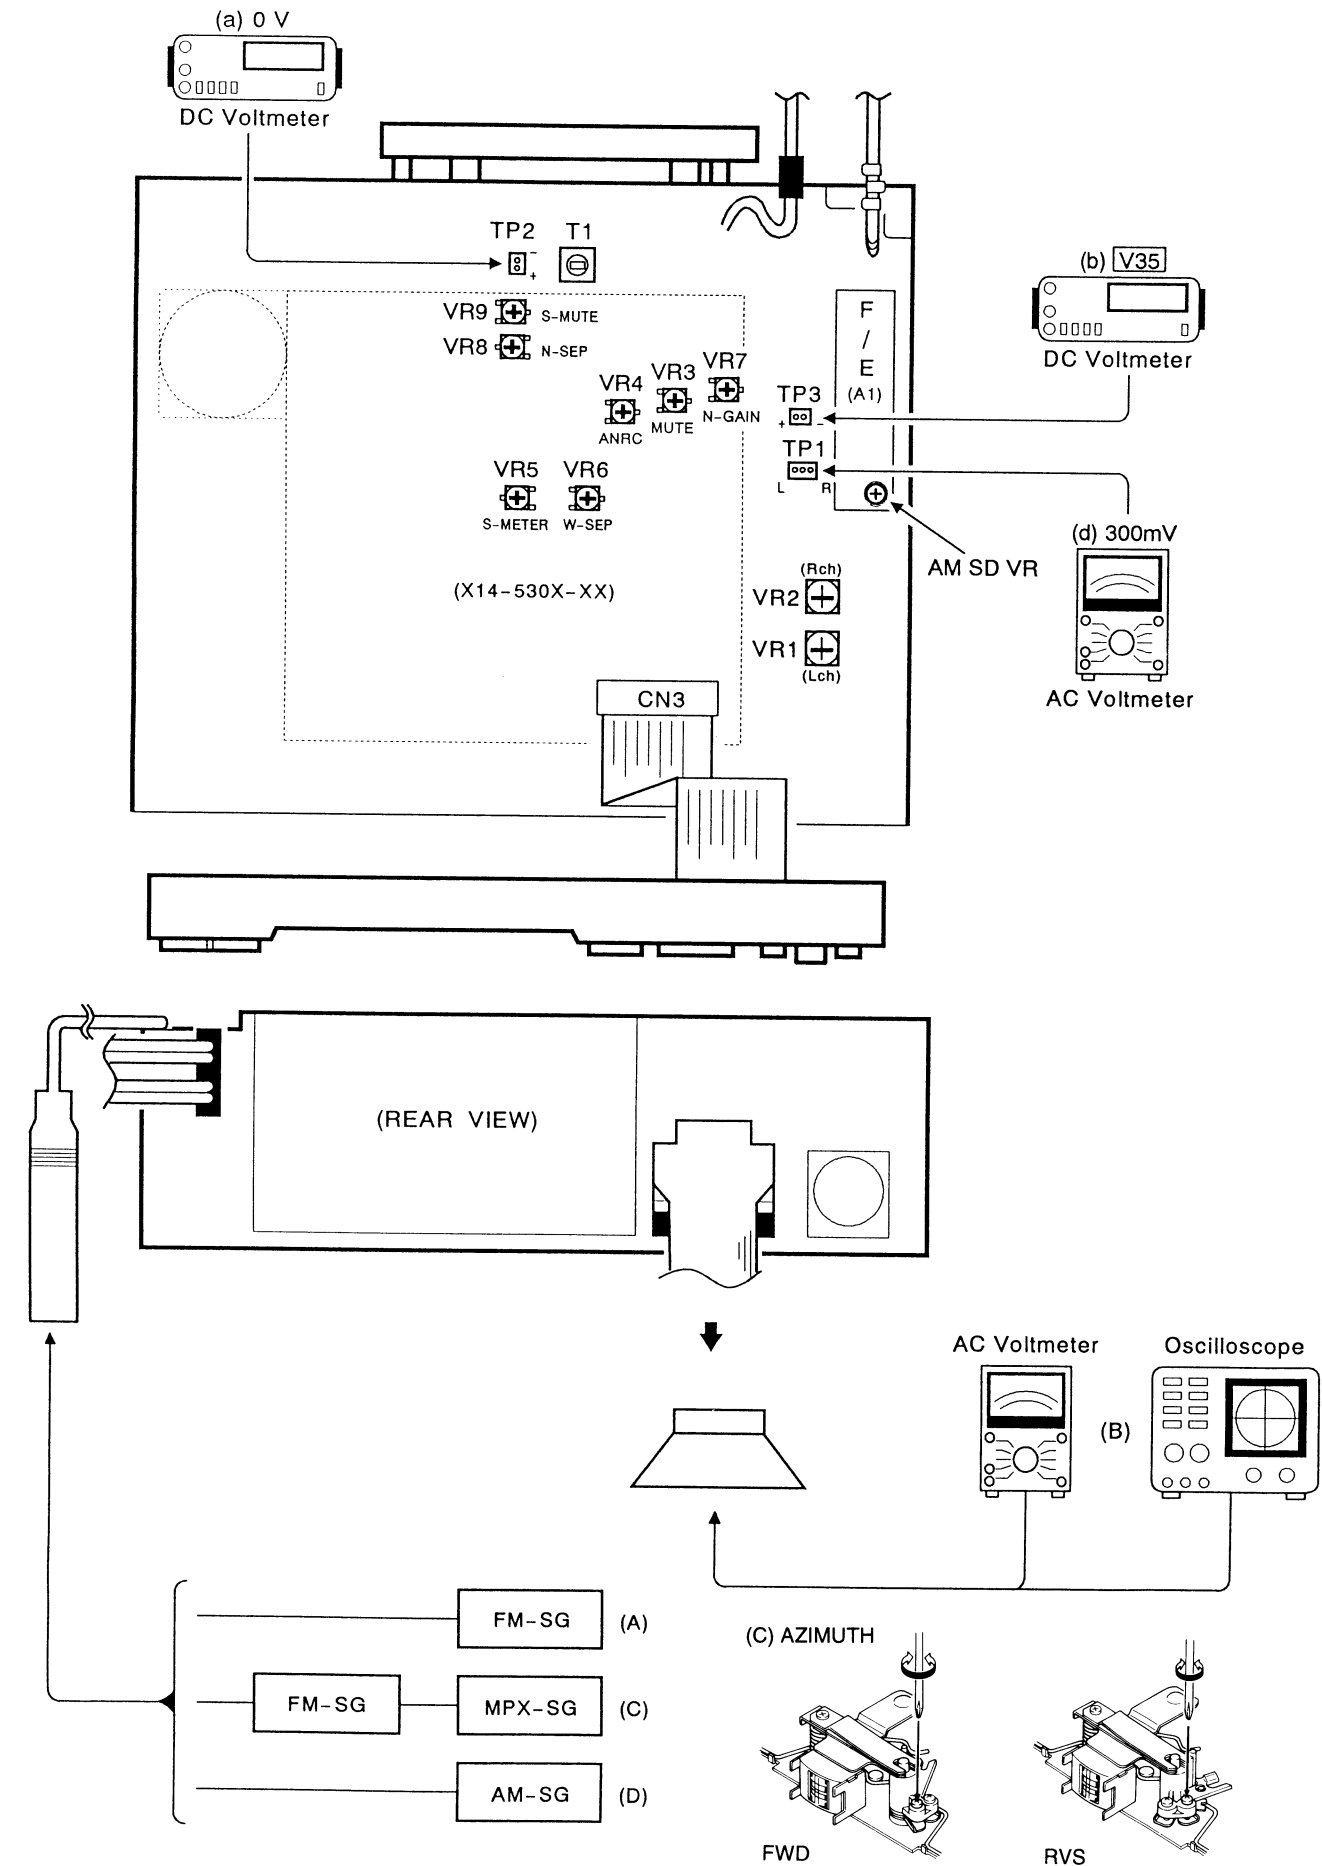 (a) 0 V
DC Voltmeter
TP2
T1
-
+
VR9 S-MUTE
VR8 N-SEP
VR4
ANRC
VR3
MUTE
VR7
N-GAIN
F
/
E
(A1)
TP3
+ -
TP1
L R
(b) V35
DC Voltmeter
VR5
S-METER
VR6
W-SEP
(d) 300mV
AC Voltmeter
AM SD VR
(X14-530X-XX)
(Rch)
VR2
VR1
(Lch)
CN3
(REAR VIEW)
AC Voltmeter
(B)
Oscilloscope
FM-SG (A)
FM-SG MPX-SG (C)
AM-SG (D)
(C) AZIMUTH
FWD
RVS